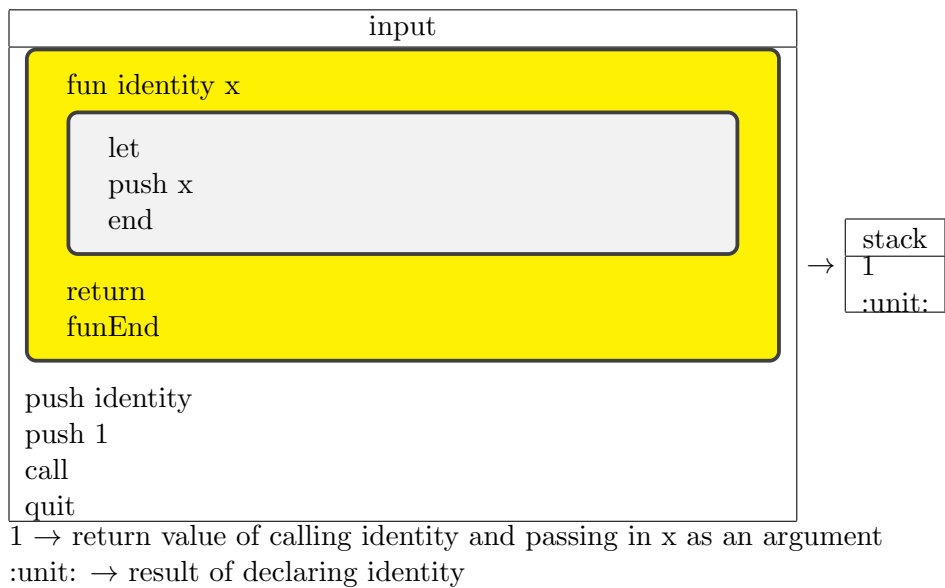 input
fun identity x
let
push x
end
return
funEnd
push identity
push 1
call
quit
→
stack
1
:unit:
1 → return value of calling identity and passing in x as an argument
:unit: → result of declaring identity